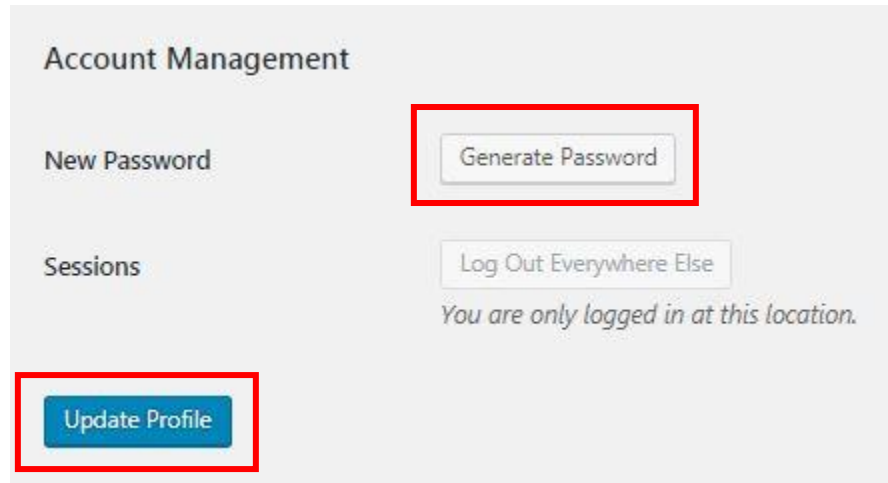 Account Management
New Password
Generate Password
Sessions
Log Out Everywhere Else
You are only logged in at this location.
Update Profile